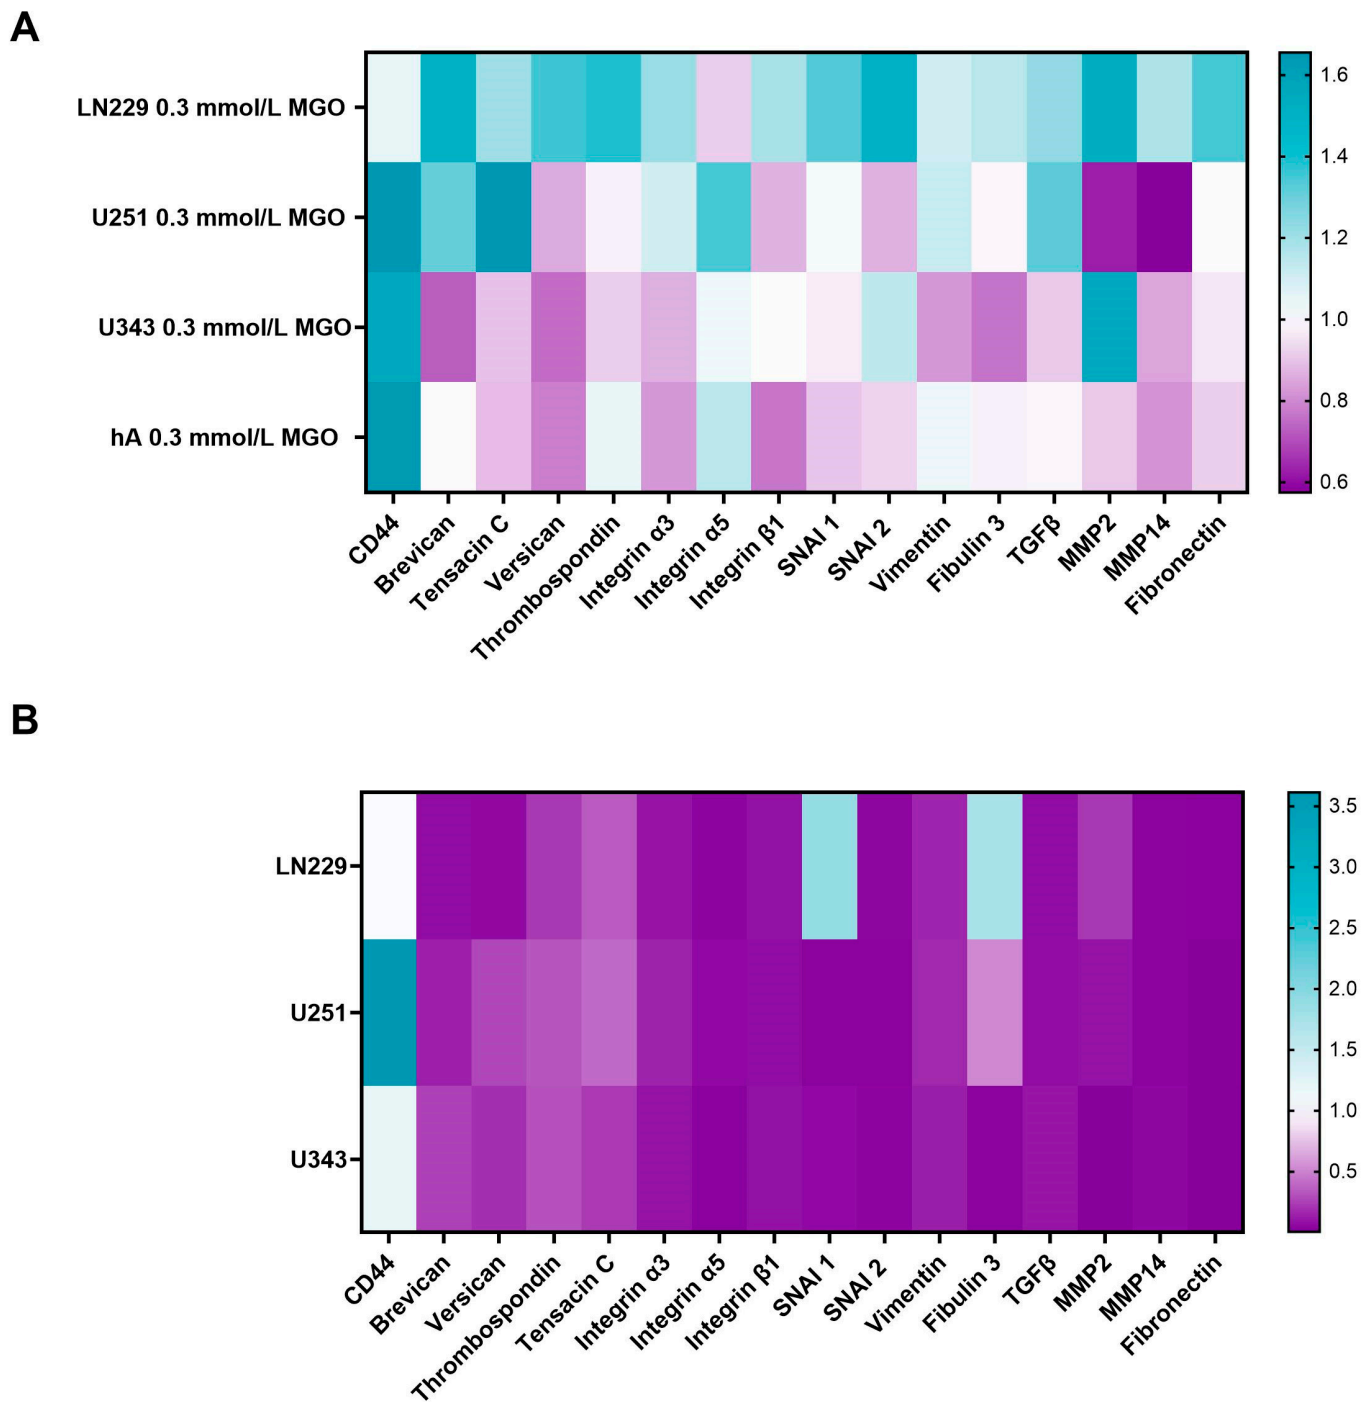 A
LN229 0.3 mmol/L MGO
U251 0.3 mmol/L MGO
U343 0.3 mmol/L MGO
hA 0.3 mmol/L MGO
1.6
1.4
1.2
1.0
0.8
0.6
CD44
Brevican
Tensacin C
Versican
Thrombospondin
Integrin α3
Integrin α5
Integrin β1
SNAI 1
SNAI 2
Vimentin
Fibulin 3
TGFβ
MMP2
MMP14
Fibronectin
B
LN229
U251
U343
3.5
3.0
2.5
2.0
1.5
1.0
0.5
CD44
Brevican
Versican
Thrombospondin
Tensacin C
Integrin α3
Integrin α5
Integrin β1
SNAI 1
SNAI 2
Vimentin
Fibulin 3
TGFβ
MMP2
MMP14
Fibronectin